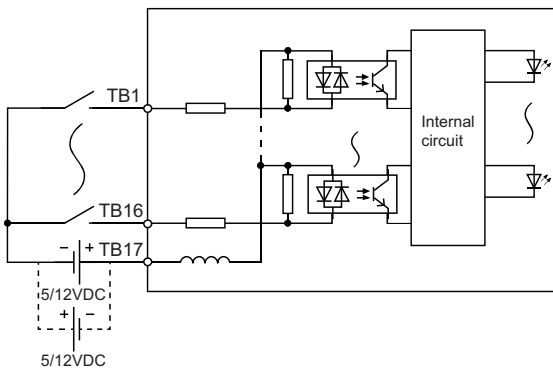 TB1
Internal
circuit
TB16
TB17
− +
5/12VDC
+ −
5/12VDC